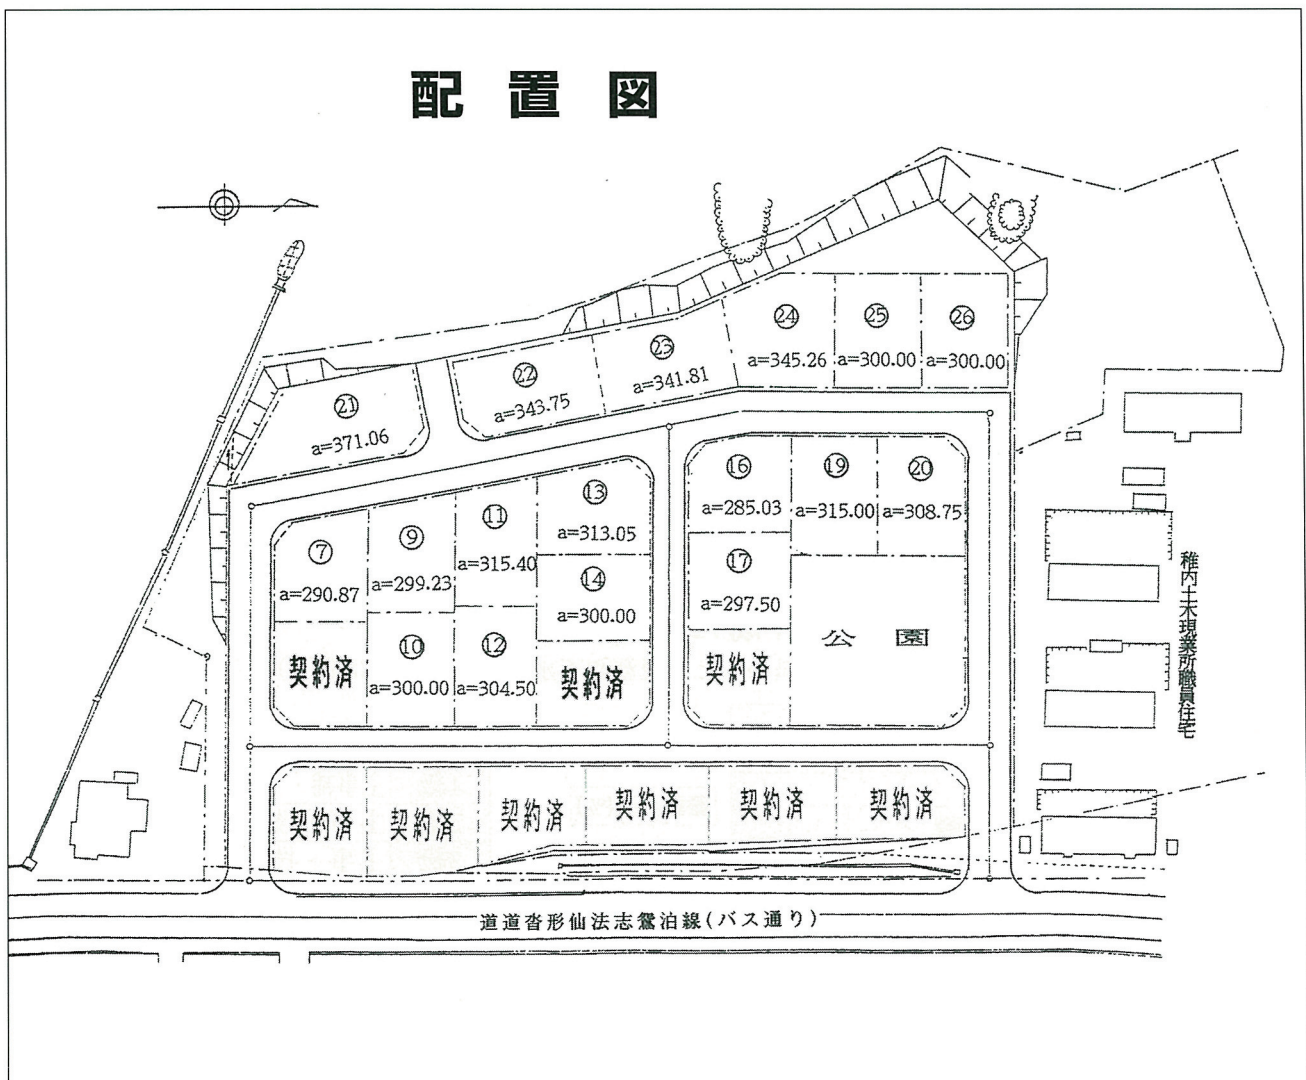 配置図
㉔
㉕
㉖
a=345.26
a=300.00
a=300.00
㉓
a=341.81
㉒
a=343.75
㉑
a=371.06
⑯
a=285.03
⑲
a=315.00
⑳
a=308.75
⑬
a=313.05
⑪
a=315.40
⑨
a=299.23
⑦
a=290.87
⑭
a=300.00
⑰
a=297.50
⑩
a=300.00
⑫
a=304.50
契約済
契約済
契約済
公園
稚内土木現業所職員住宅
契約済
契約済
契約済
契約済
契約済
契約済
道道沓形仙法志鴛泊線(バス通り)